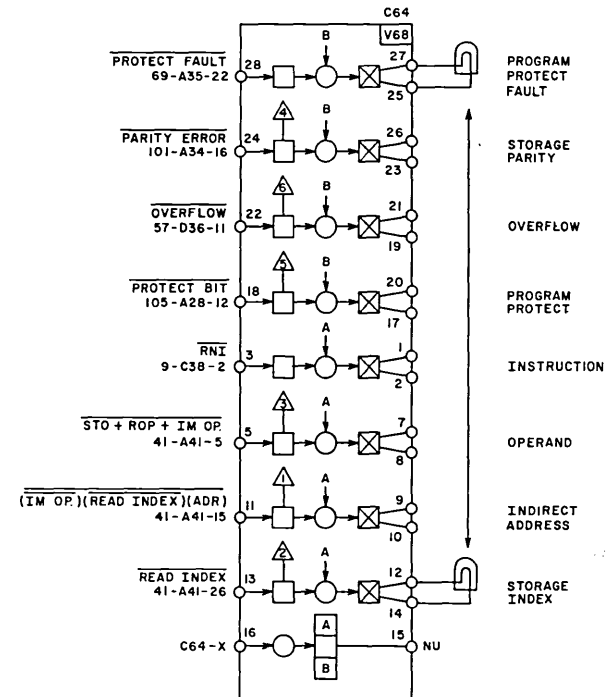 C64
V68
PROTECT FAULT
69-A35-22
28
B
27
25
PROGRAM
PROTECT
FAULT
PARITY ERROR
101-A34-16
24
4
B
26
23
STORAGE
PARITY
OVERFLOW
57-D36-11
22
6
B
21
19
OVERFLOW
PROTECT BIT
105-A28-12
18
5
B
20
17
PROGRAM
PROTECT
RNI
9-C38-2
3
A
1
2
INSTRUCTION
STO + ROP + IM OP.
41-A41-5
5
3
A
7
8
OPERAND
(IM OP.)(READ INDEX)(ADR)
41-A41-15
11
1
A
9
10
INDIRECT
ADDRESS
READ INDEX
41-A41-26
13
2
A
12
14
STORAGE
INDEX
C64-X
16
A
B
15
NU